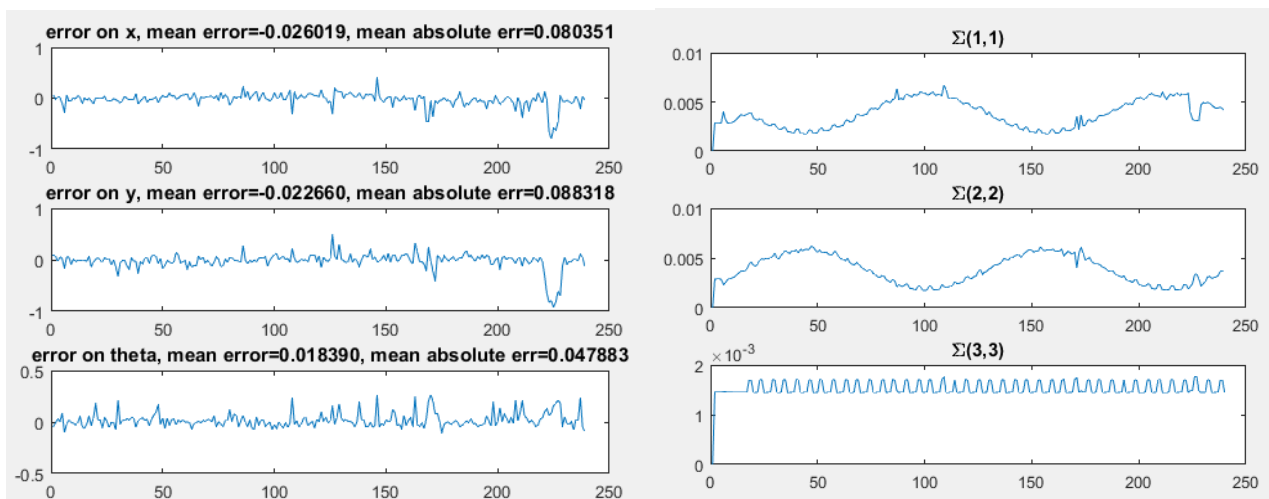 error on x, mean error=-0.026019, mean absolute err=0.080351
1
0
-1
0 50 100 150 200 250
error on y, mean error=-0.022660, mean absolute err=0.088318
1
0
-1
0 50 100 150 200 250
error on theta, mean error=0.018390, mean absolute err=0.047883
0.5
0
-0.5
0 50 100 150 200 250
Σ(1,1)
0.01
0.005
0
0 50 100 150 200 250
Σ(2,2)
0.01
0.005
0
0 50 100 150 200 250
Σ(3,3)
×10⁻³
2
1
0
0 50 100 150 200 250